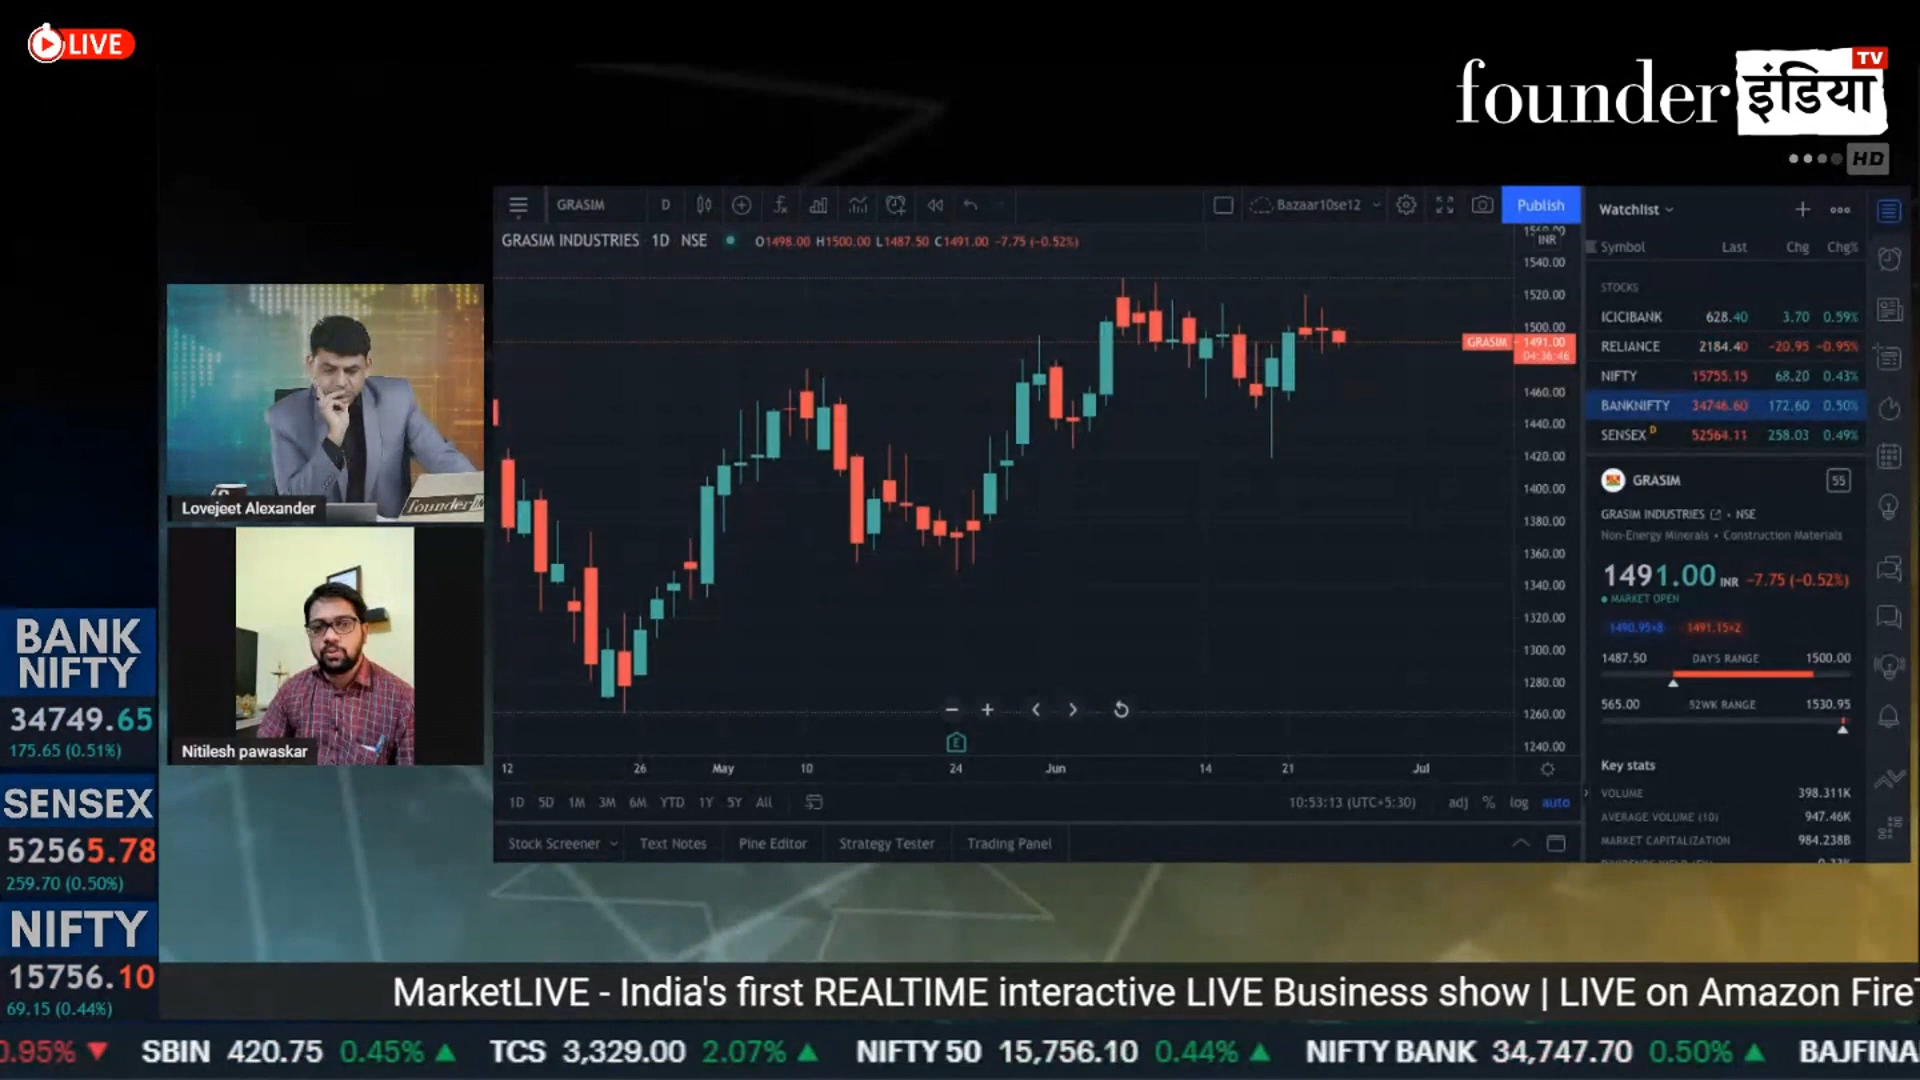 LIVE
founder इंडिया TV
HD
GRASIM D Bazaar10se12 Publish
GRASIM INDUSTRIES 1D NSE O1498.00 H1500.00 L1487.50 C1491.00 -7.75 (-0.52%)
INR
1540.00
1520.00
1500.00
GRASIM 1491.00
04:36:46
1460.00
1440.00
1420.00
1400.00
1380.00
1360.00
1340.00
1320.00
1300.00
1280.00
1260.00
1240.00
12 26 May 10 24 Jun 14 21 Jul
E
1D 5D 1M 3M 6M YTD 1Y 5Y All 10:53:13 (UTC+5:30) adj % log auto
Stock Screener Text Notes Pine Editor Strategy Tester Trading Panel
Watchlist
Symbol Last Chg Chg%
STOCKS
ICICIBANK 628.40 3.70 0.59%
RELIANCE 2184.40 -20.95 -0.95%
NIFTY 15755.15 68.20 0.43%
BANKNIFTY 34746.60 172.60 0.50%
SENSEX D 52564.11 258.03 0.49%
GRASIM 55
GRASIM INDUSTRIES • NSE
Non-Energy Minerals • Construction Materials
1491.00 INR -7.75 (-0.52%)
MARKET OPEN
1490.95×8 1491.15×2
1487.50 DAY'S RANGE 1500.00
565.00 52WK RANGE 1530.95
Key stats
VOLUME 398.311K
AVERAGE VOLUME (10) 947.46K
MARKET CAPITALIZATION 984.238B
founder
Lovejeet Alexander
Nitilesh pawaskar
BANK
NIFTY
34749.65
175.65 (0.51%)
SENSEX
52565.78
259.70 (0.50%)
NIFTY
15756.10
69.15 (0.44%)
MarketLIVE - India's first REALTIME interactive LIVE Business show | LIVE on Amazon Fire
0.95% ▼ SBIN 420.75 0.45% ▲ TCS 3,329.00 2.07% ▲ NIFTY 50 15,756.10 0.44% ▲ NIFTY BANK 34,747.70 0.50% ▲ BAJFINA